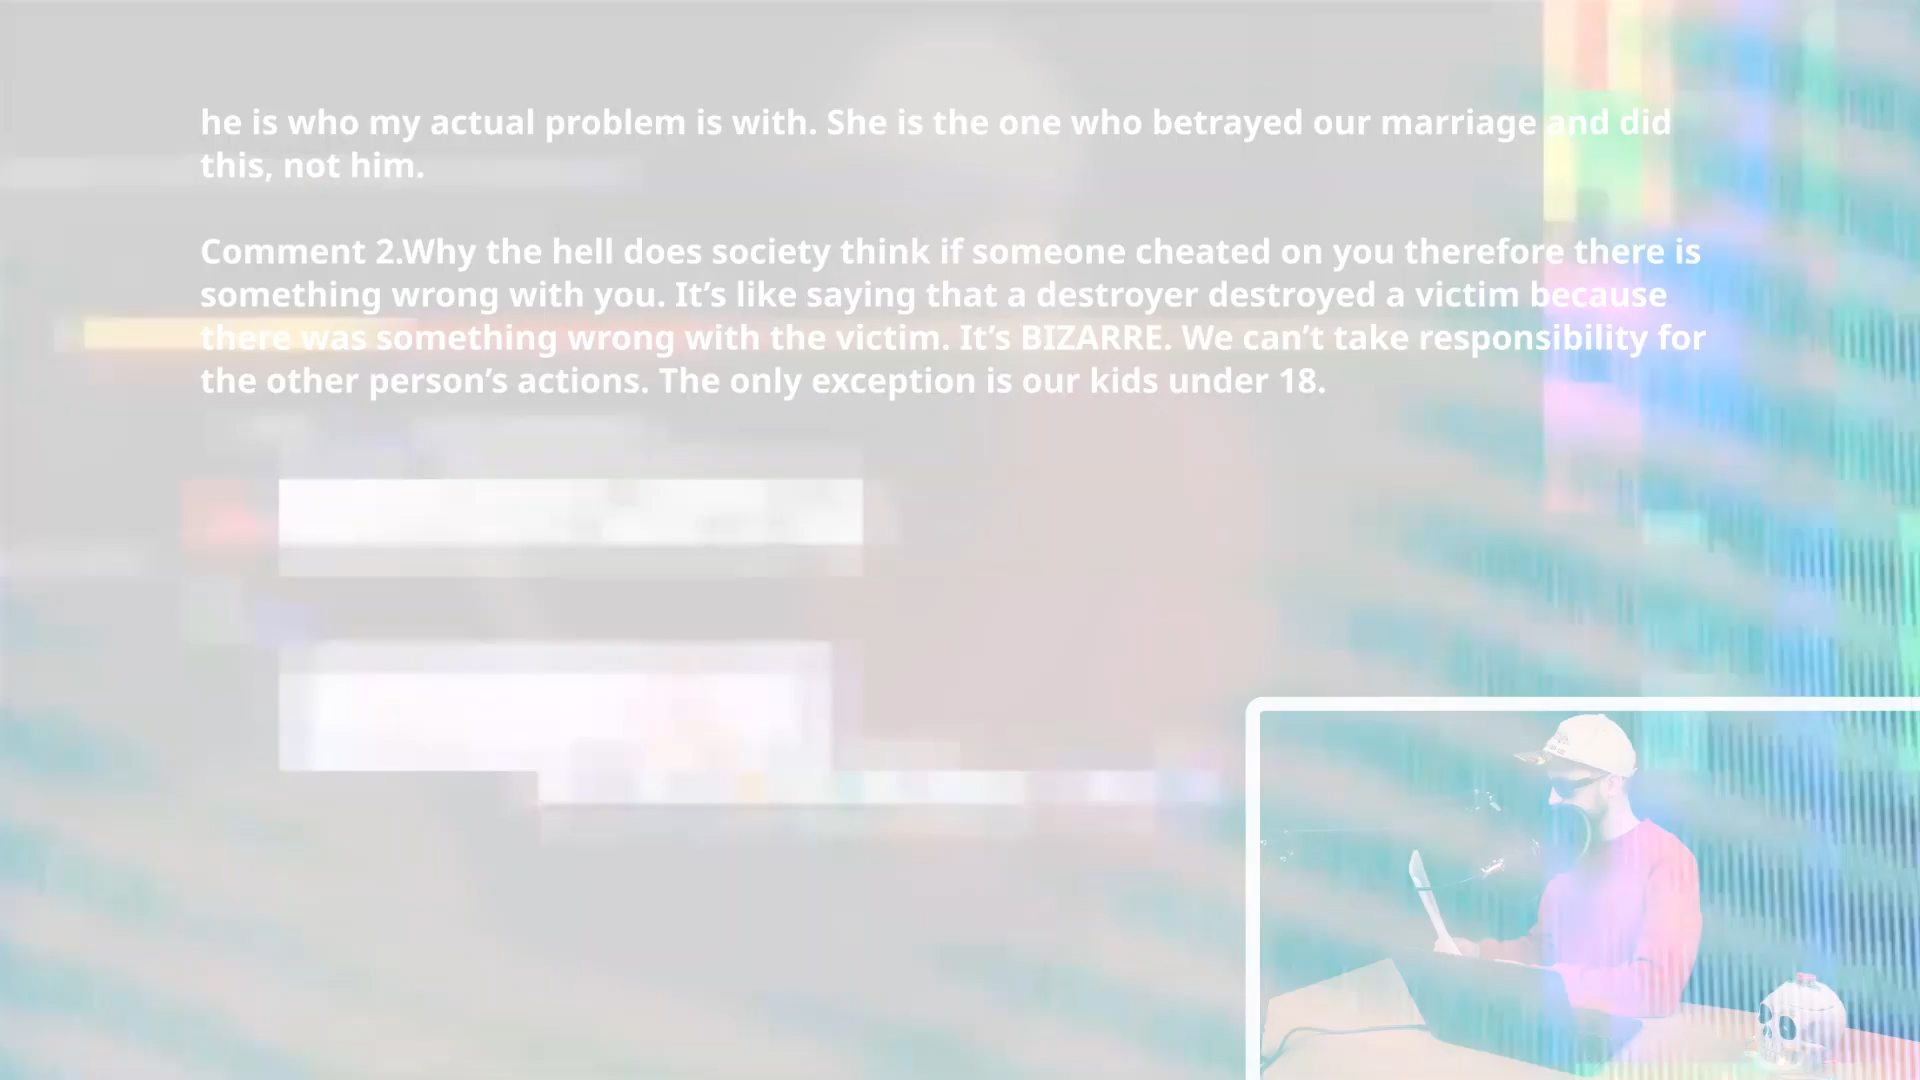 he is who my actual problem is with. She is the one who betrayed our marriage and did
this, not him.
Comment 2.Why the hell does society think if someone cheated on you therefore there is
something wrong with you. It’s like saying that a destroyer destroyed a victim because
there was something wrong with the victim. It’s BIZARRE. We can’t take responsibility for
the other person’s actions. The only exception is our kids under 18.